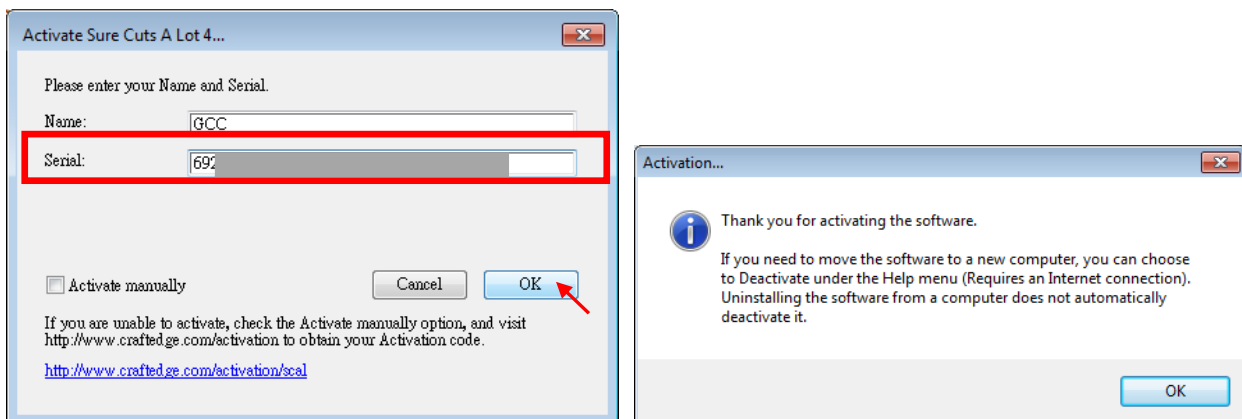 Activate Sure Cuts A Lot 4...
Please enter your Name and Serial.
Name:
GCC
Serial:
692
Activate manually
Cancel
OK
If you are unable to activate, check the Activate manually option, and visit
http://www.craftedge.com/activation to obtain your Activation code.
http://www.craftedge.com/activation/scal
Activation...
Thank you for activating the software.
If you need to move the software to a new computer, you can choose
to Deactivate under the Help menu (Requires an Internet connection).
Uninstalling the software from a computer does not automatically
deactivate it.
OK